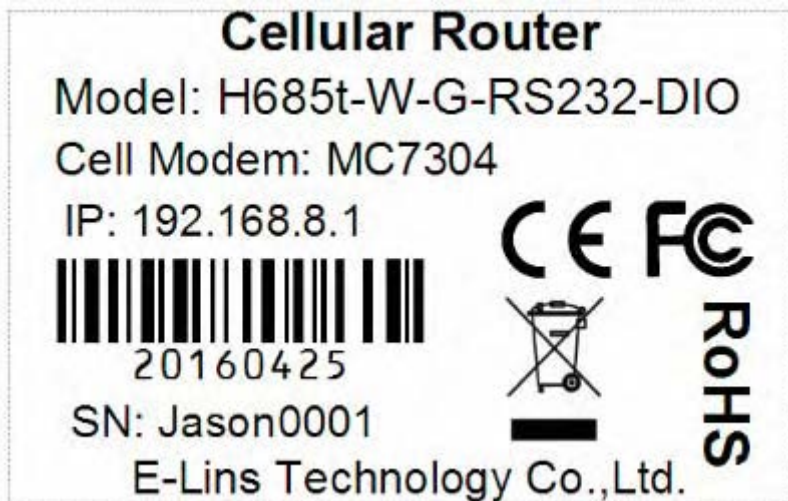 Cellular Router
Model: H685t-W-G-RS232-DIO
Cell Modem: MC7304
IP: 192.168.8.1
CE FC
20160425
RoHS
SN: Jason0001
E-Lins Technology Co.,Ltd.